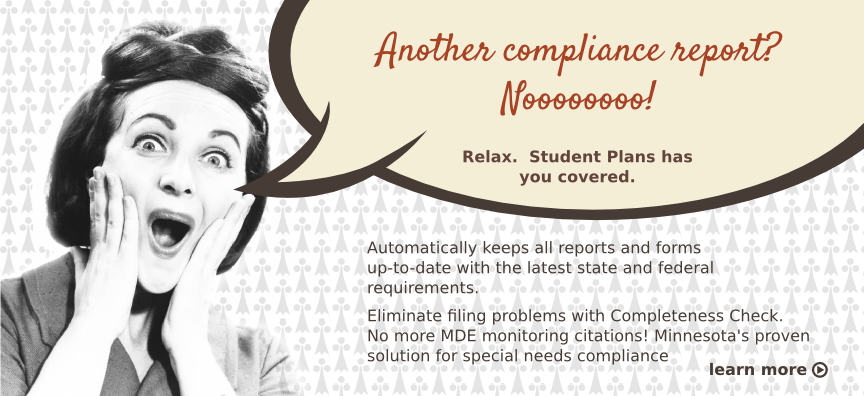 Another compliance report?
Noooooooo!
Relax.  Student Plans has
you covered.
Automatically keeps all reports and forms
up-to-date with the latest state and federal
requirements.
Eliminate filing problems with Completeness Check.
No more MDE monitoring citations! Minnesota's proven
solution for special needs compliance
learn more